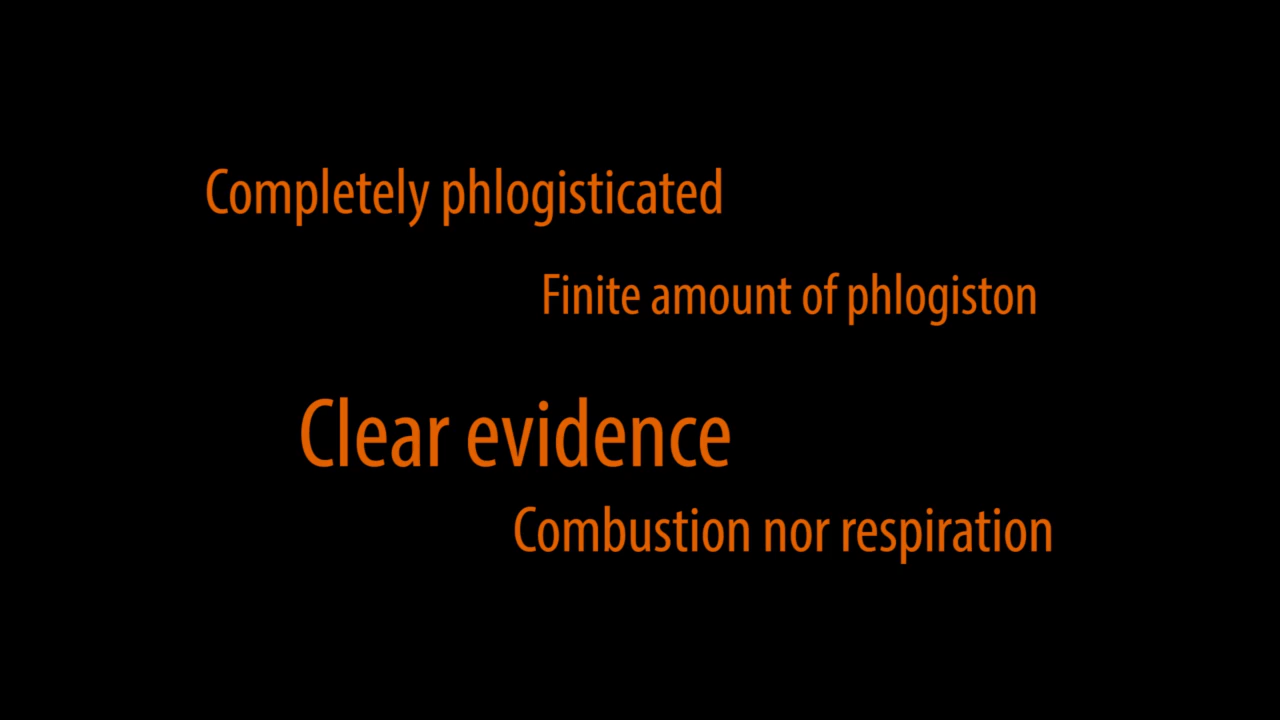 Completely phlogisticated
Finite amount of phlogiston
Clear evidence
Combustion nor respiration